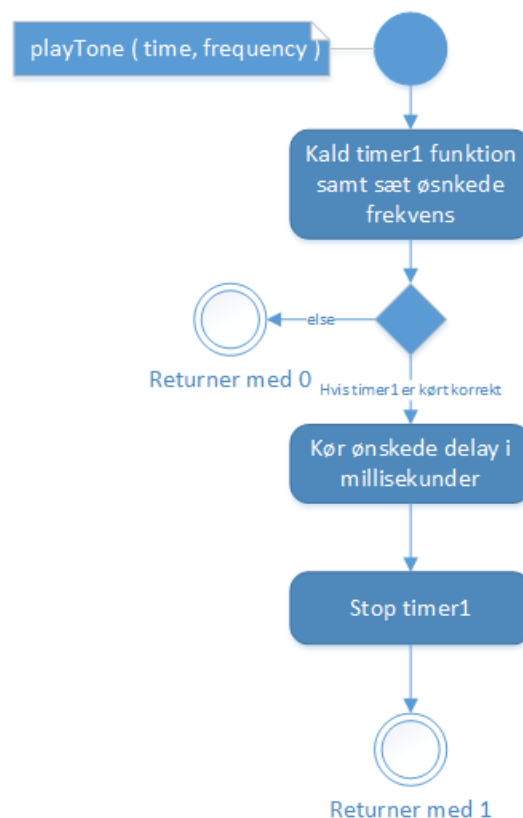 playTone ( time, frequency )
Kald timer1 funktion
samt sæt øsnkede
frekvens
else
Returner med 0
Hvis timer1 er kørt korrekt
Kør ønskede delay i
millisekunder
Stop timer1
Returner med 1